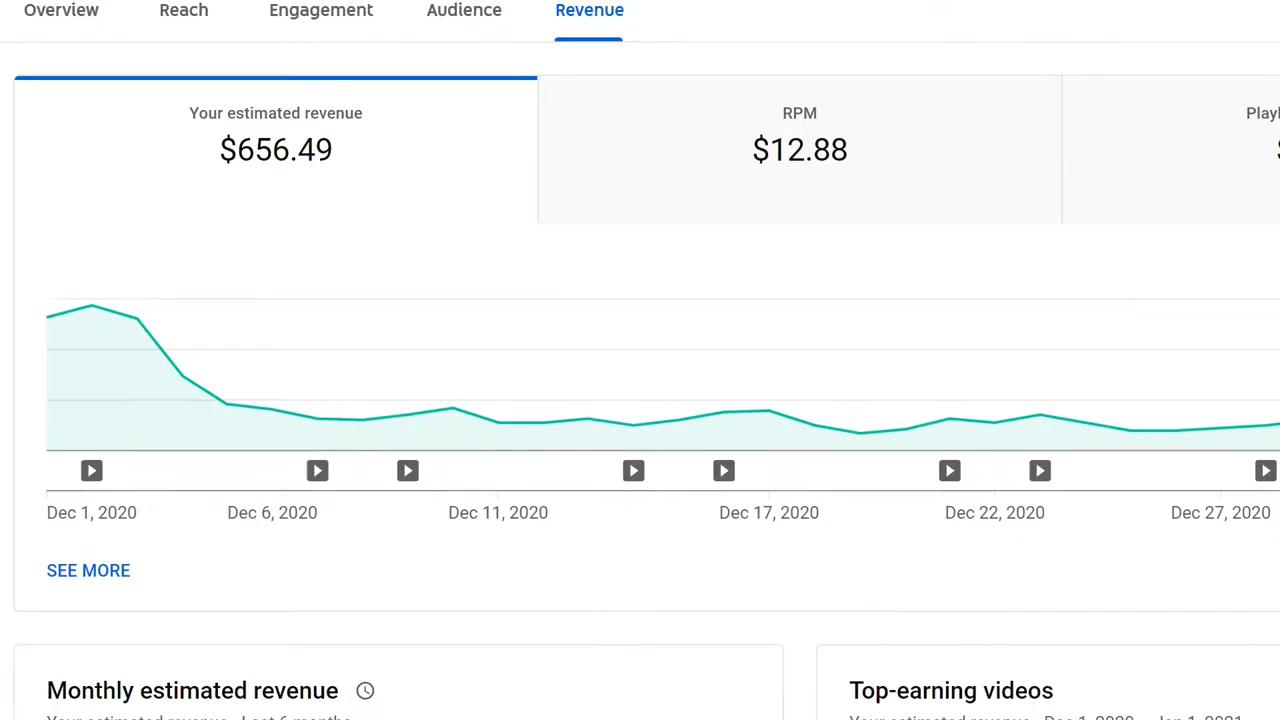 Overview Reach Engagement Audience Revenue
Your estimated revenue RPM
$656.49 $12.88
Dec 1, 2020 Dec 6, 2020 Dec 11, 2020 Dec 17, 2020 Dec 22, 2020 Dec 27, 2020
SEE MORE
Monthly estimated revenue Top-earning videos